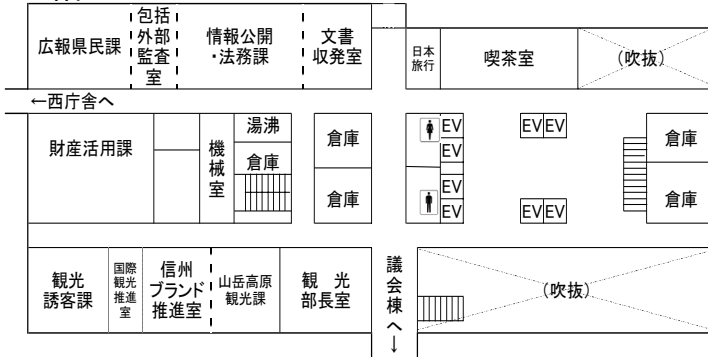 広報県民課
包括
外部
監査
室
情報公開
・法務課
文書
収発室
日本
旅行
喫茶室
(吹抜)
←西庁舎へ
財産活用課
機
械
室
湯沸
倉庫
倉庫
倉庫
EV
EV
EV
EV
EV EV
EV EV
倉庫
倉庫
観光
誘客課
国際
観光
推進
室
信州
ブランド
推進室
山岳高原
観光課
観 光
部長室
議
会
棟
へ
↓
(吹抜)